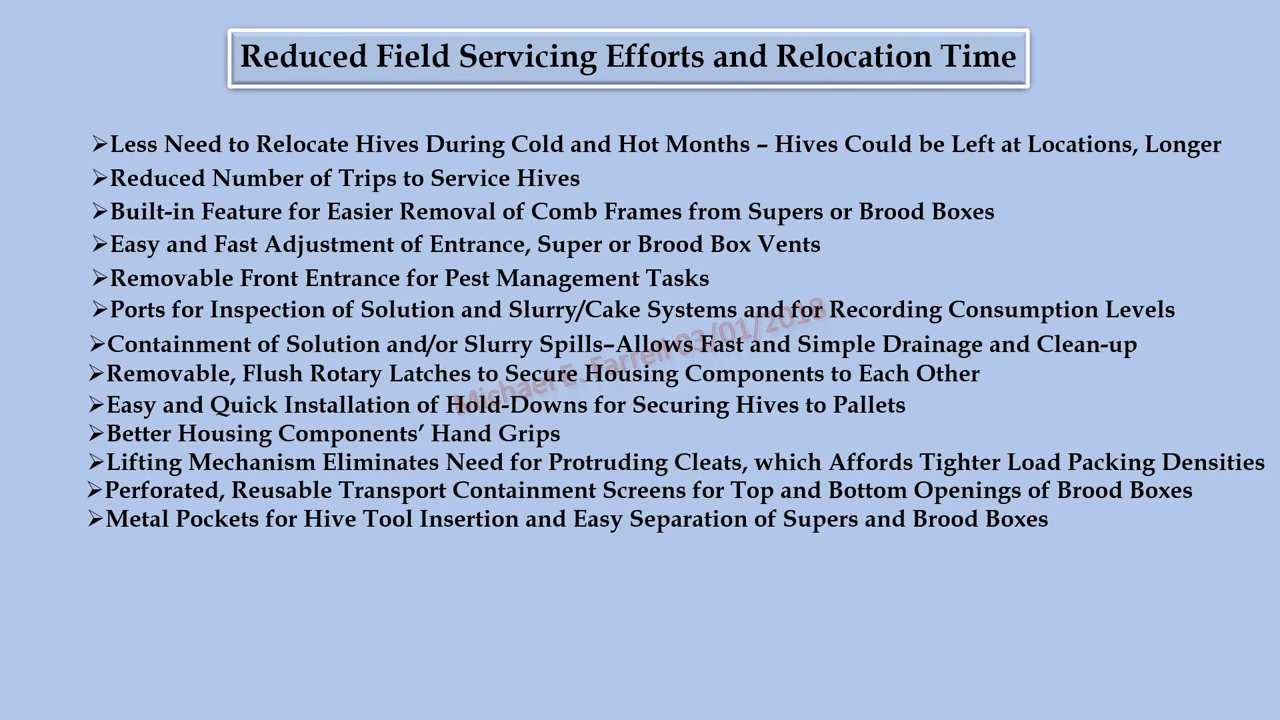 Reduced Field Servicing Efforts and Relocation Time
➢Less Need to Relocate Hives During Cold and Hot Months – Hives Could be Left at Locations, Longer
➢Reduced Number of Trips to Service Hives
➢Built-in Feature for Easier Removal of Comb Frames from Supers or Brood Boxes
➢Easy and Fast Adjustment of Entrance, Super or Brood Box Vents
➢Removable Front Entrance for Pest Management Tasks
➢Ports for Inspection of Solution and Slurry/Cake Systems and for Recording Consumption Levels
➢Containment of Solution and/or Slurry Spills–Allows Fast and Simple Drainage and Clean-up
➢Removable, Flush Rotary Latches to Secure Housing Components to Each Other
➢Easy and Quick Installation of Hold-Downs for Securing Hives to Pallets
➢Better Housing Components’ Hand Grips
➢Lifting Mechanism Eliminates Need for Protruding Cleats, which Affords Tighter Load Packing Densities
➢Perforated, Reusable Transport Containment Screens for Top and Bottom Openings of Brood Boxes
➢Metal Pockets for Hive Tool Insertion and Easy Separation of Supers and Brood Boxes
Michael E. Farrell 03/01/2018